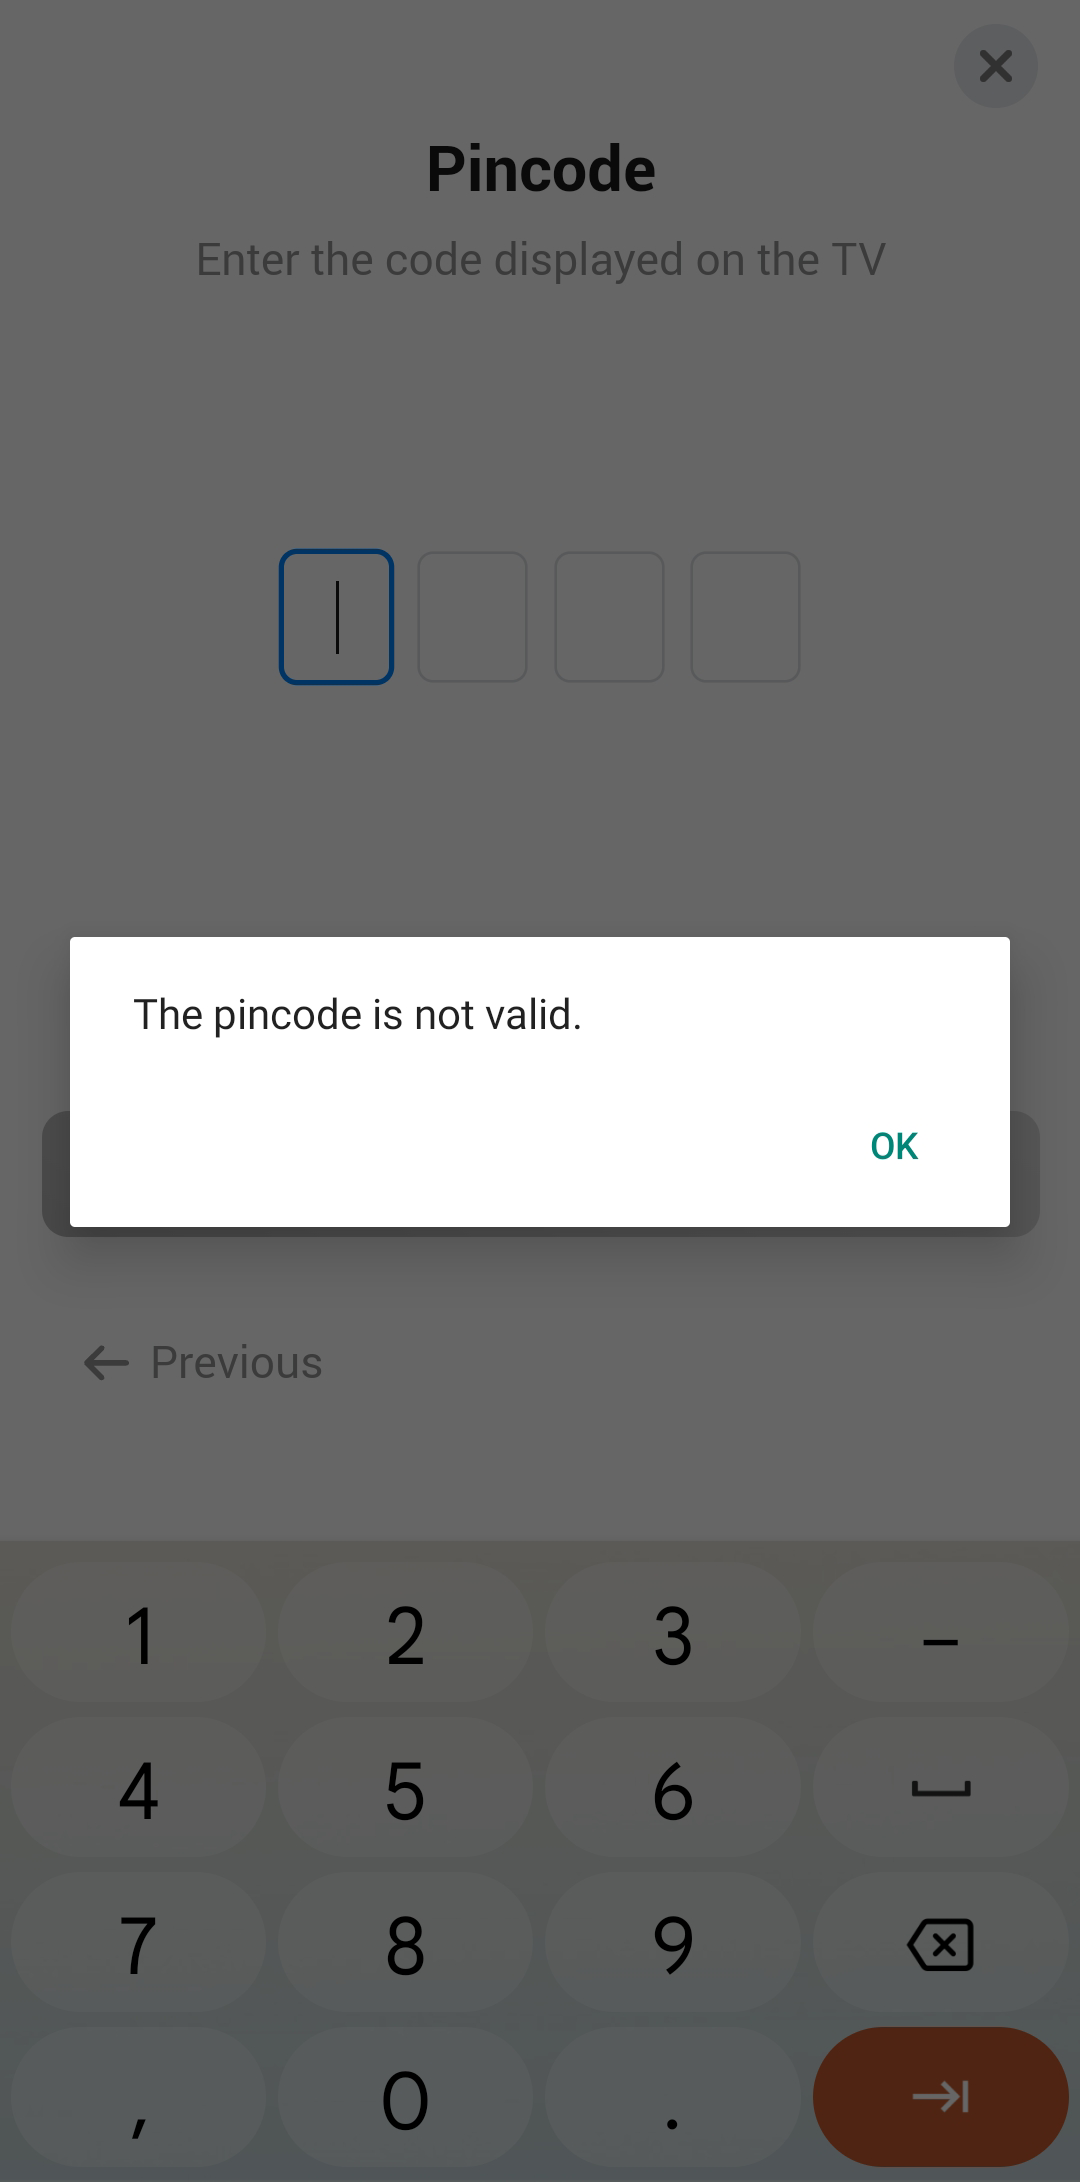 Pincode
Enter the code displayed on the TV
The pincode is not valid.
OK
Previous
1 2 3 –
4 5 6
7 8 9
, 0 .